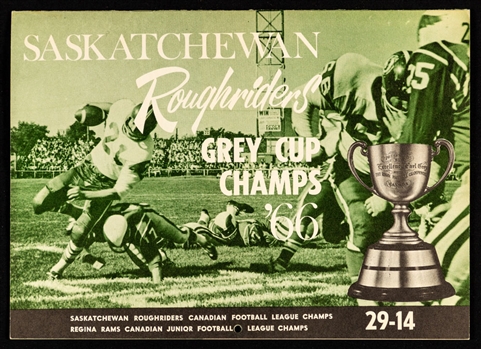 SASKATCHEWAN
Roughriders
GREY CUP
CHAMPS
'66
25
SASKATCHEWAN ROUGHRIDERS CANADIAN FOOTBALL LEAGUE CHAMPS
REGINA RAMS CANADIAN JUNIOR FOOTBALL LEAGUE CHAMPS
29-14